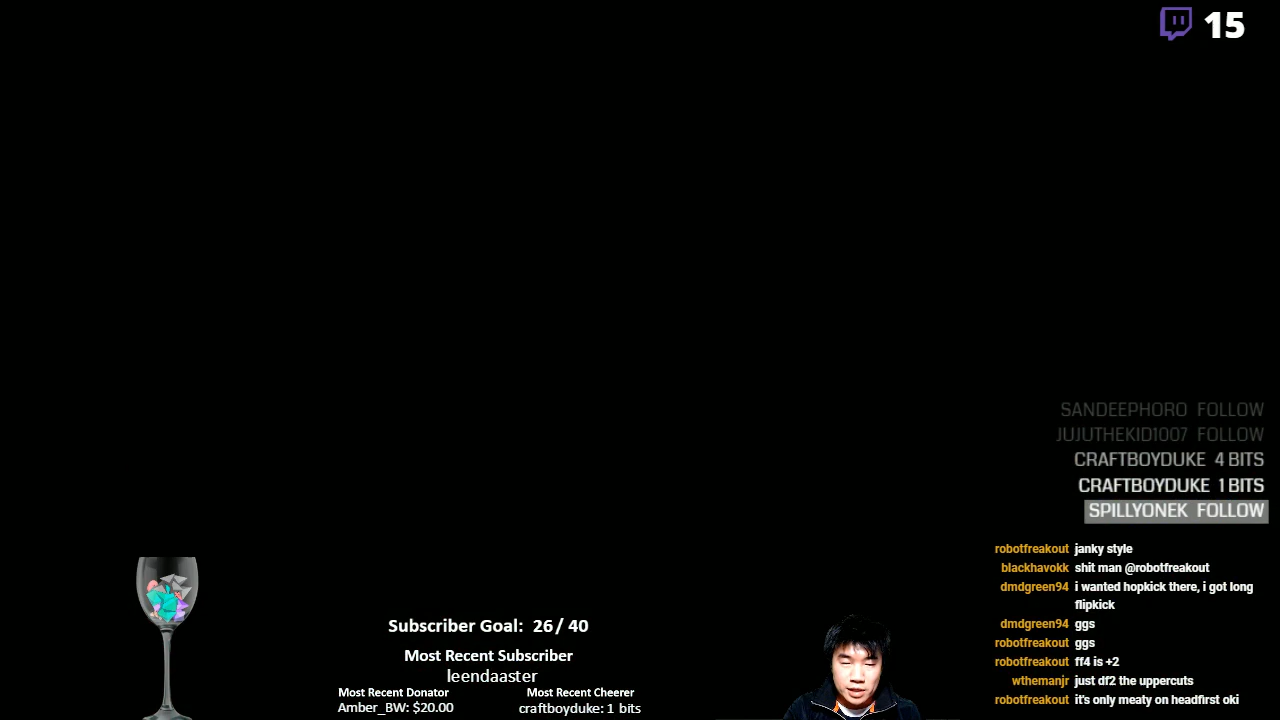 15
SANDEEPHORO FOLLOW
JUJUTHEKID1007 FOLLOW
CRAFTBOYDUKE 4 BITS
CRAFTBOYDUKE 1 BITS
SPILLYONEK FOLLOW
robotfreakout janky style
blackhavokk shit man @robotfreakout
dmdgreen94 i wanted hopkick there, i got long
flipkick
dmdgreen94 ggs
robotfreakout ggs
robotfreakout ff4 is +2
wthemanjr just df2 the uppercuts
robotfreakout it's only meaty on headfirst oki
Subscriber Goal: 26 / 40
Most Recent Subscriber
leendaaster
Most Recent Donator
Amber_BW: $20.00
Most Recent Cheerer
craftboyduke: 1 bits